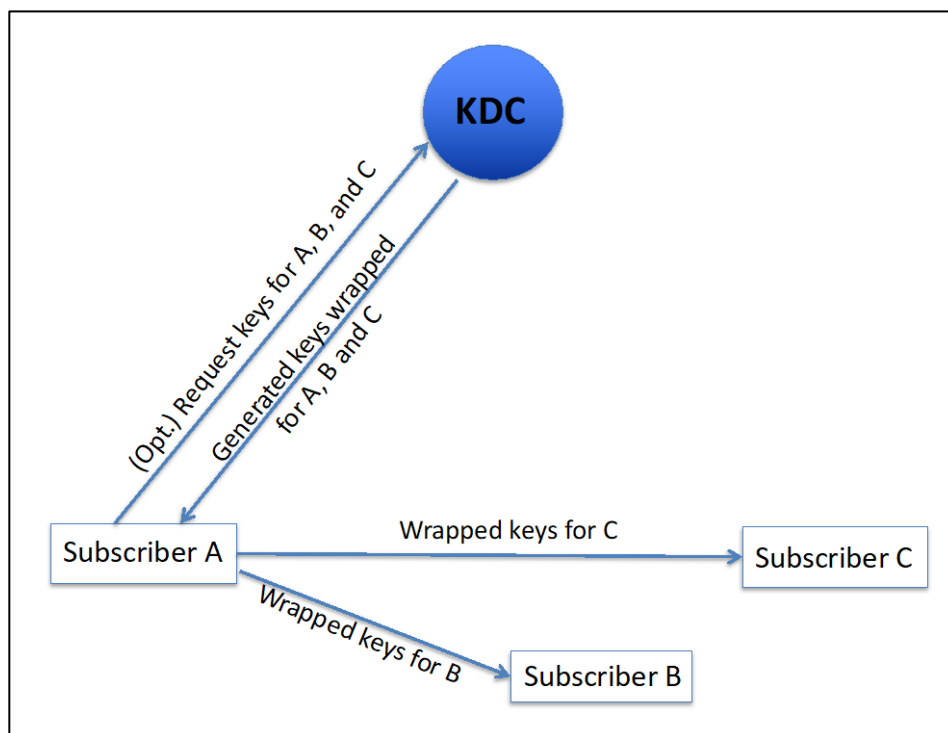 KDC
(Opt.) Request keys for A, B, and C
Generated keys wrapped
for A, B and C
Subscriber A
Wrapped keys for C
Subscriber C
Wrapped keys for B
Subscriber B